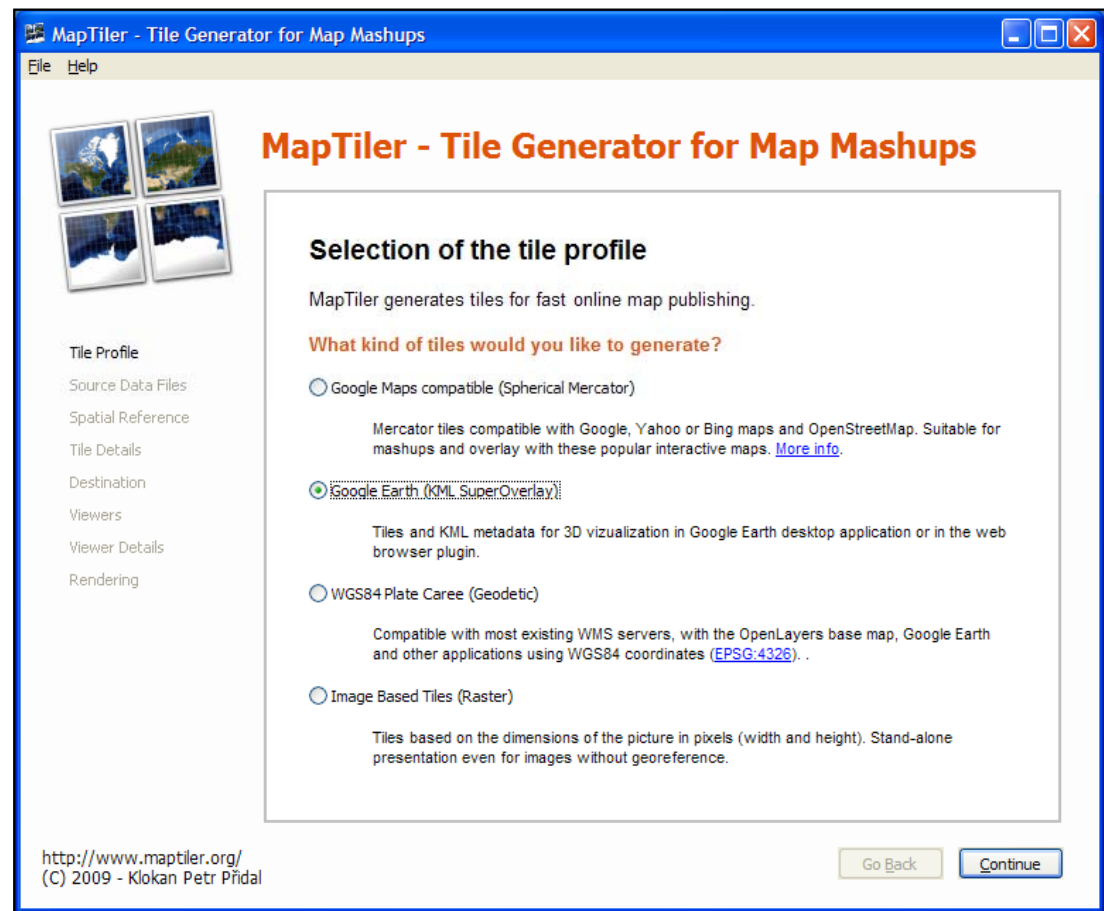 MapTiler - Tile Generator for Map Mashups
File Help
MapTiler - Tile Generator for Map Mashups
Selection of the tile profile
MapTiler generates tiles for fast online map publishing.
What kind of tiles would you like to generate?
Tile Profile
Source Data Files
Spatial Reference
Tile Details
Destination
Viewers
Viewer Details
Rendering
Google Maps compatible (Spherical Mercator)
Mercator tiles compatible with Google, Yahoo or Bing maps and OpenStreetMap. Suitable for
mashups and overlay with these popular interactive maps. More info.
Google Earth (KML SuperOverlay)
Tiles and KML metadata for 3D vizualization in Google Earth desktop application or in the web
browser plugin.
WGS84 Plate Caree (Geodetic)
Compatible with most existing WMS servers, with the OpenLayers base map, Google Earth
and other applications using WGS84 coordinates (EPSG:4326). .
Image Based Tiles (Raster)
Tiles based on the dimensions of the picture in pixels (width and height). Stand-alone
presentation even for images without georeference.
http://www.maptiler.org/
(C) 2009 - Klokan Petr Přidal
Go Back
Continue